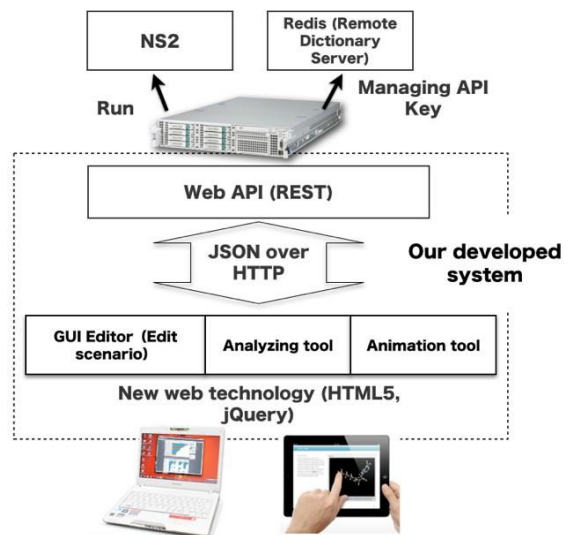 NS2
Redis (Remote
Dictionary
Server)
Run
Managing API
Key
Web API (REST)
JSON over
HTTP
Our developed
system
GUI Editor (Edit
scenario)
Analyzing tool
Animation tool
New web technology (HTML5,
jQuery)